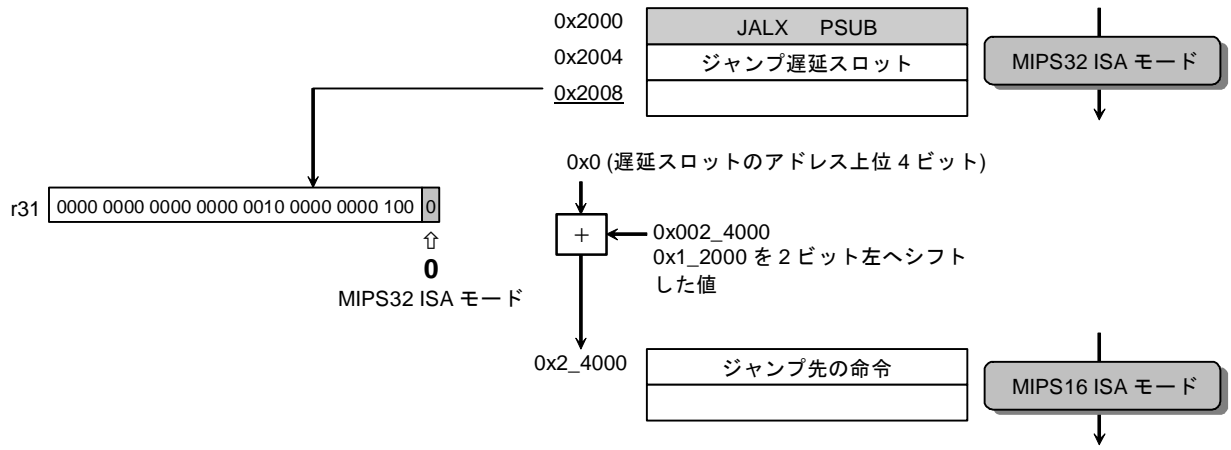 0x2000 JALX PSUB
0x2004 ジャンプ遅延スロット MIPS32 ISA モード
0x2008
0x0 (遅延スロットのアドレス上位 4 ビット)
r31 0000 0000 0000 0000 0010 0000 0000 100 0
+ 0x002_4000
0x1_2000 を 2 ビット左へシフト
した値
⇧
0
MIPS32 ISA モード
0x2_4000 ジャンプ先の命令 MIPS16 ISA モード